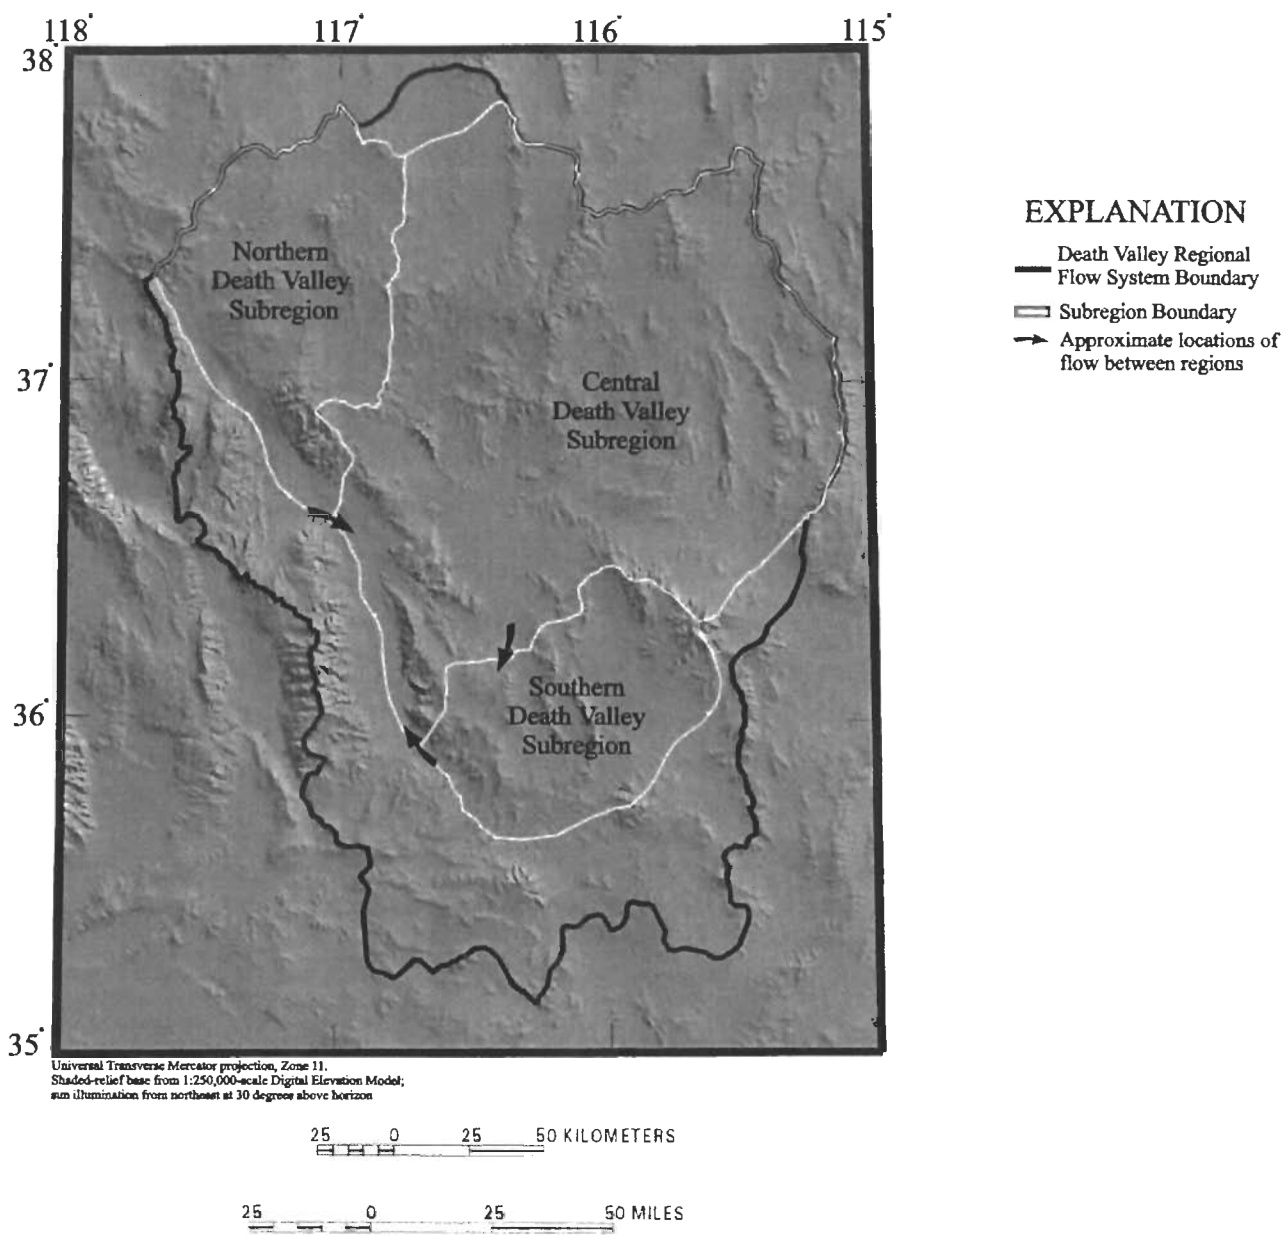 118° 117° 116° 115°
38°
EXPLANATION
Death Valley Regional
Flow System Boundary
Subregion Boundary
Approximate locations of
flow between regions
Northern
Death Valley
Subregion
37°
Central
Death Valley
Subregion
36°
Southern
Death Valley
Subregion
35°
Universal Transverse Mercator projection, Zone 11.
Shaded-relief base from 1:250,000-scale Digital Elevation Model;
sun illumination from northeast at 30 degrees above horizon
25 0 25 50 KILOMETERS
25 0 25 50 MILES